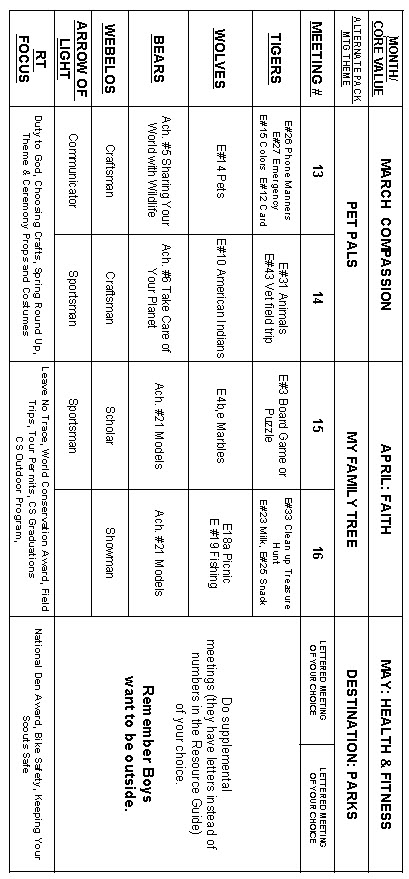 MONTH/
CORE VALUE
MARCH COMPASSION
APRIL: FAITH
MAY: HEALTH & FITNESS
ALTERNATE PACK
MTG THEME
PET PALS
MY FAMILY TREE
DESTINATION: PARKS
MEETING #
13
14
15
16
LETTERED MEETING
OF YOUR CHOICE
LETTERED MEETING
OF YOUR CHOICE
TIGERS
E#26 Phone Manners
E#27 Emergency
E#15 Colors E#12 Card
E#31 Animals
E#43 Vet field trip
E#3 Board Game or
Puzzle
E#33 Clean up Treasure
Hunt
E#23 Milk, E#25 Snack
Do supplemental
meetings (they have letters instead of
numbers in the Resource Guide)
of your choice.
Remember Boys
want to be outside.
WOLVES
E#14 Pets
E#10 American Indians
E4b,e Marbles
E18a Picnic
E #19 Fishing
BEARS
Ach. #5 Sharing Your
World with Wildlife
Ach. #6 Take Care of
Your Planet
Ach. #21 Models
Ach. #21 Models
WEBELOS
Craftsman
Craftsman
Scholar
Showman
ARROW OF
LIGHT
Communicator
Sportsman
Sportsman
RT
FOCUS
Duty to God, Choosing Crafts, Spring Round Up,
Theme & Ceremony Props and Costumes
Leave No Trace, World Conservation Award, Field
Trips, Tour Permits, CS Graduations
CS Outdoor Program,
National Den Award, Bike Safety, Keeping Your
Scouts Safe